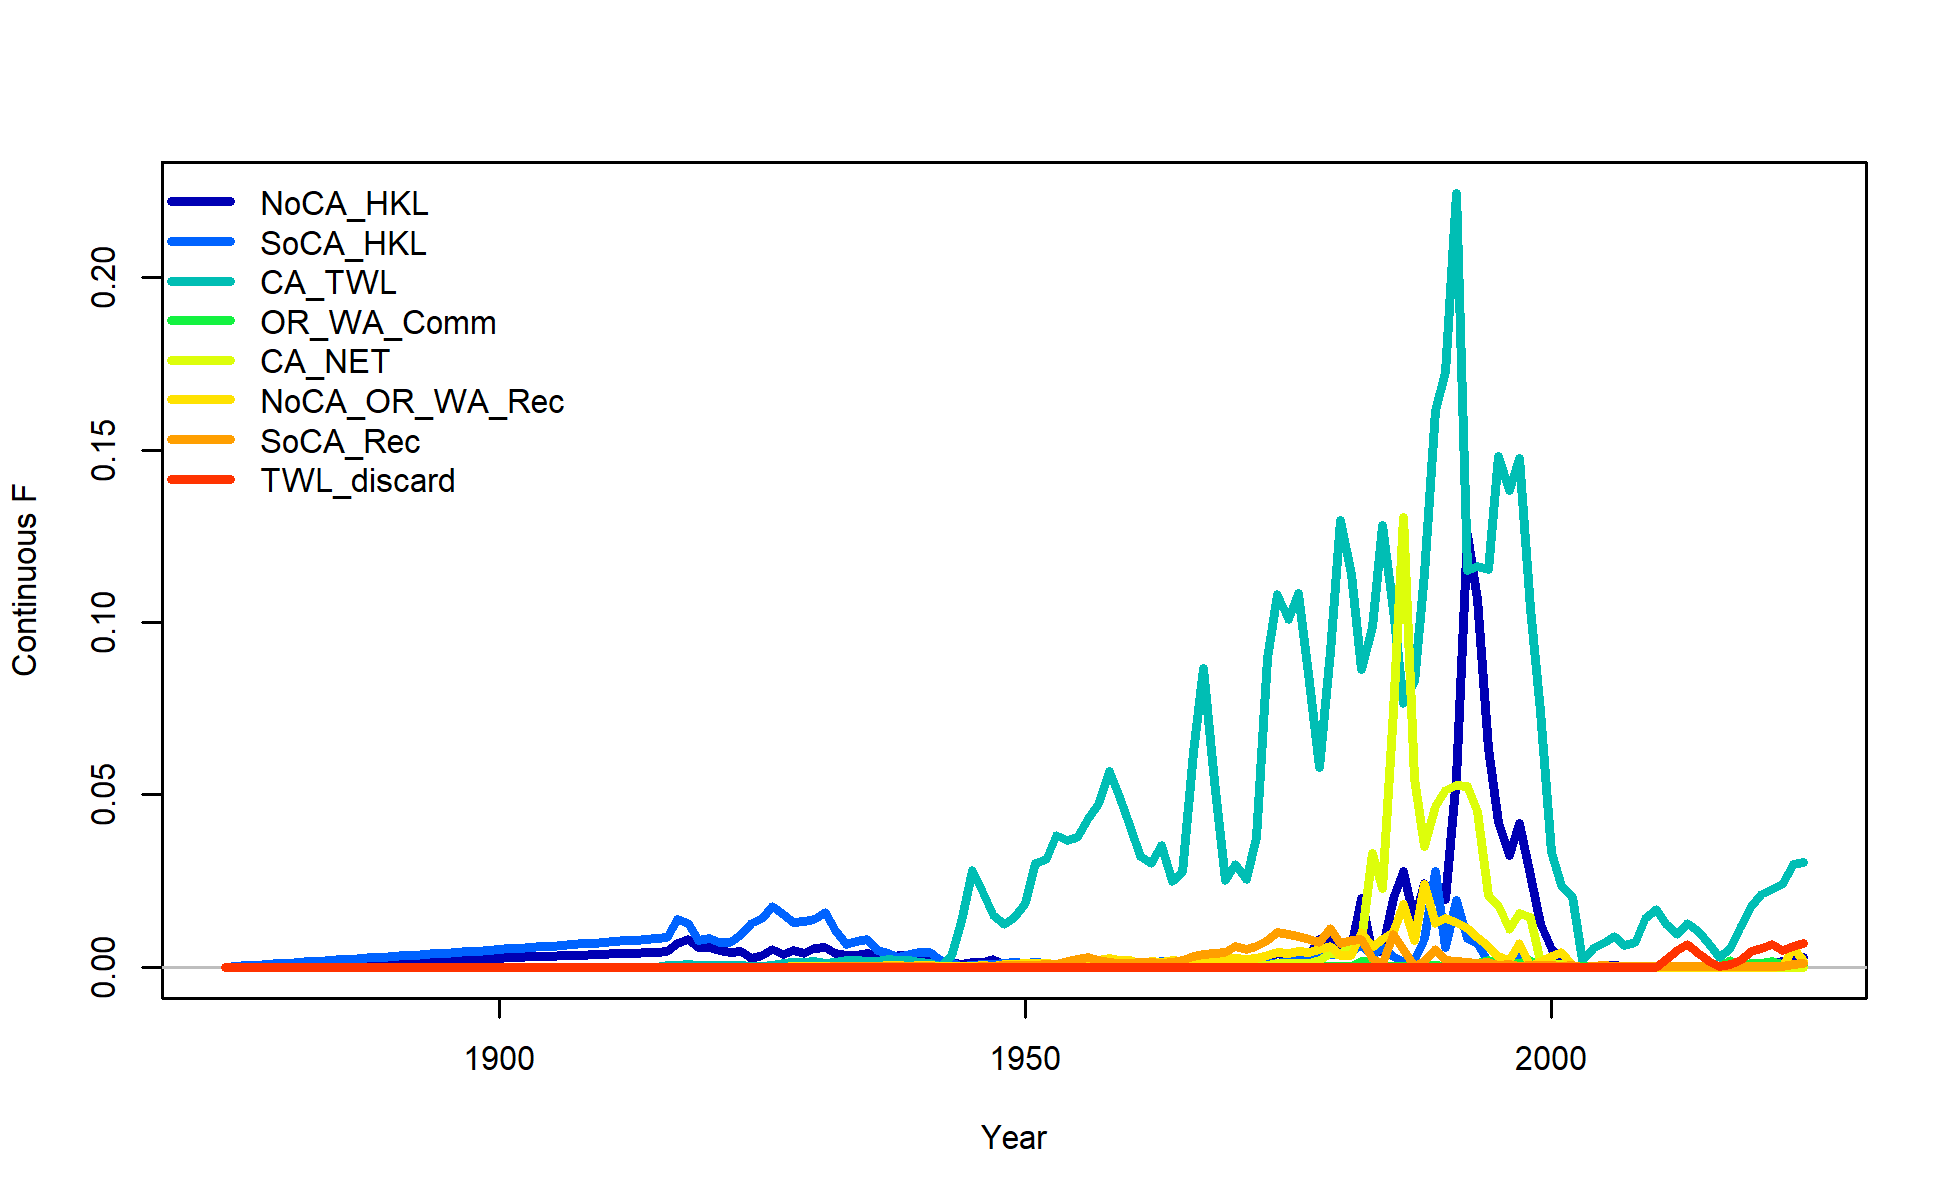 NoCA_HKL
SoCA_HKL
CA_TWL
OR_WA_Comm
CA_NET
NoCA_OR_WA_Rec
SoCA_Rec
TWL_discard
Continuous F
0.20
0.15
0.10
0.05
0.00
1900 1950 2000
Year